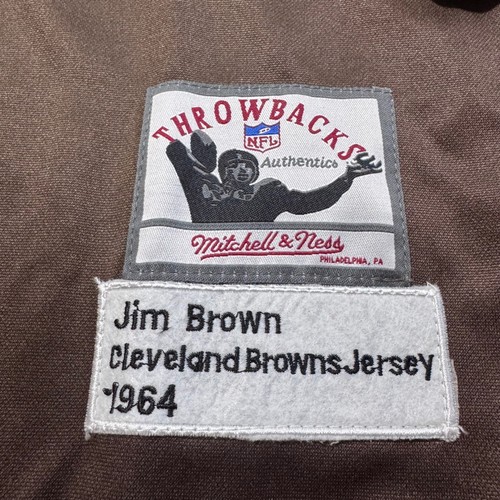 THROWBACKS
NFL
Authentics
Mitchell & Ness
PHILADELPHIA, PA
Jim Brown
Cleveland Browns Jersey
1964